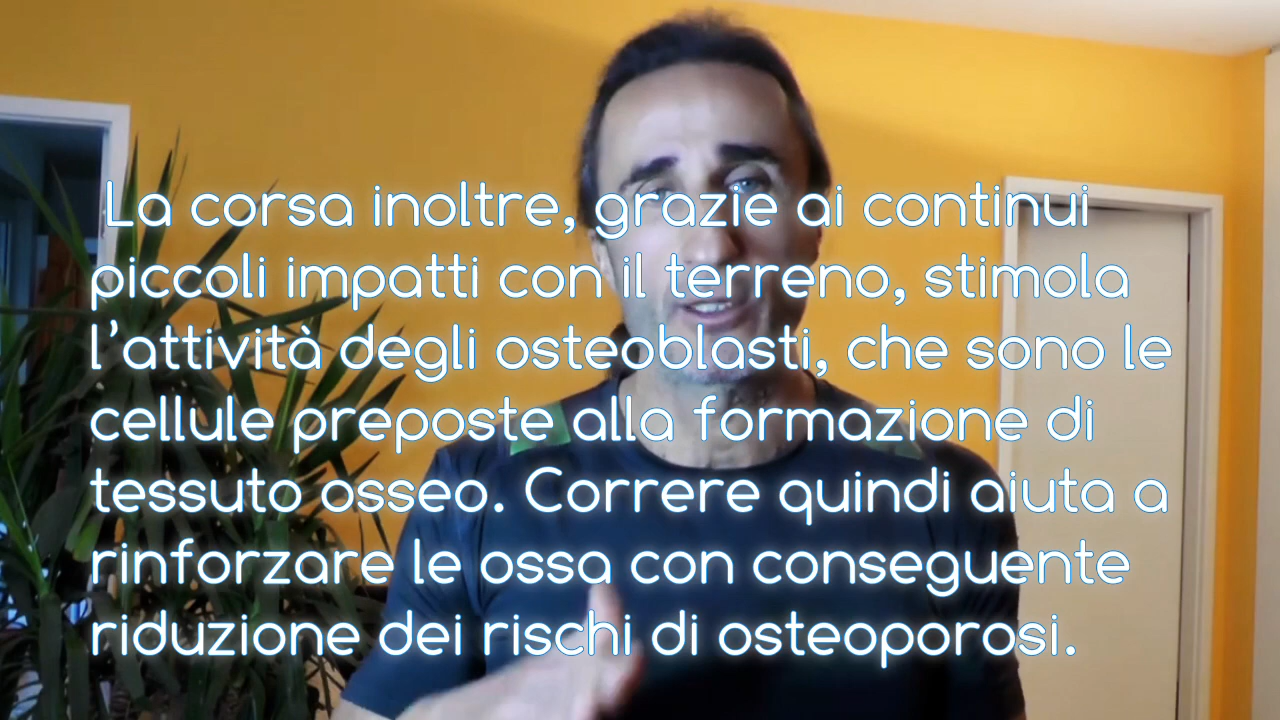 La corsa inoltre, grazie ai continui
piccoli impatti con il terreno, stimola
l'attività degli osteoblasti, che sono le
cellule preposte alla formazione di
tessuto osseo. Correre quindi aiuta a
rinforzare le ossa con conseguente
riduzione dei rischi di osteoporosi.